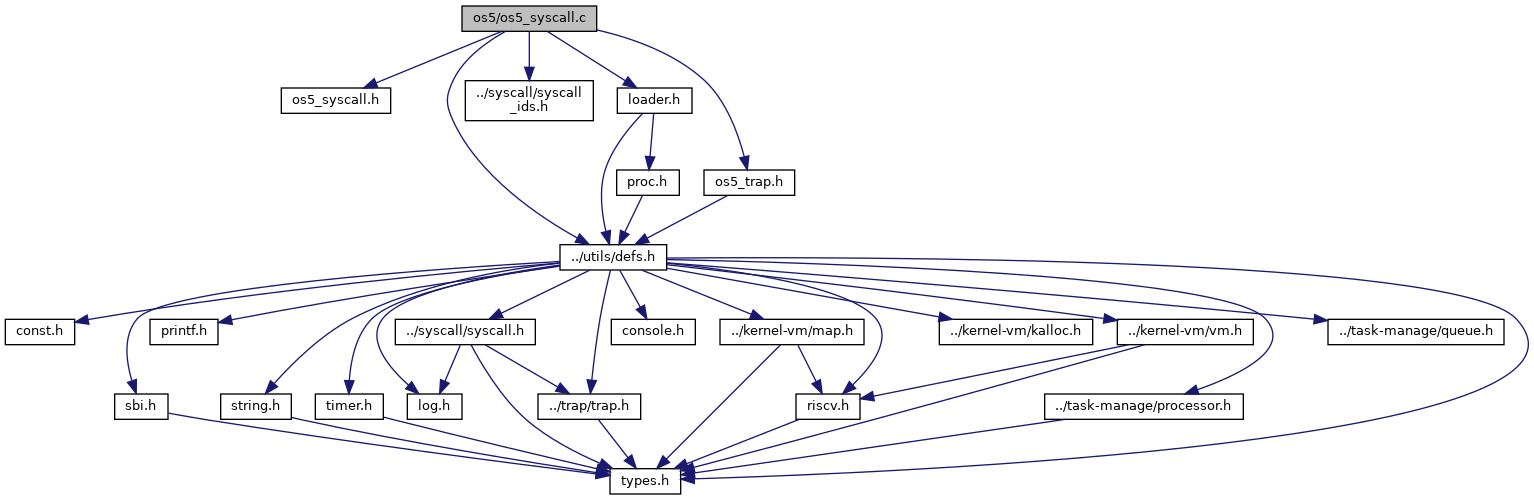 os5/os5_syscall.c
os5_syscall.h
../syscall/syscall
_ids.h
loader.h
proc.h
os5_trap.h
../utils/defs.h
const.h
printf.h
../syscall/syscall.h
console.h
../kernel-vm/map.h
../kernel-vm/kalloc.h
../kernel-vm/vm.h
../task-manage/queue.h
sbi.h
string.h
timer.h
log.h
../trap/trap.h
riscv.h
../task-manage/processor.h
types.h